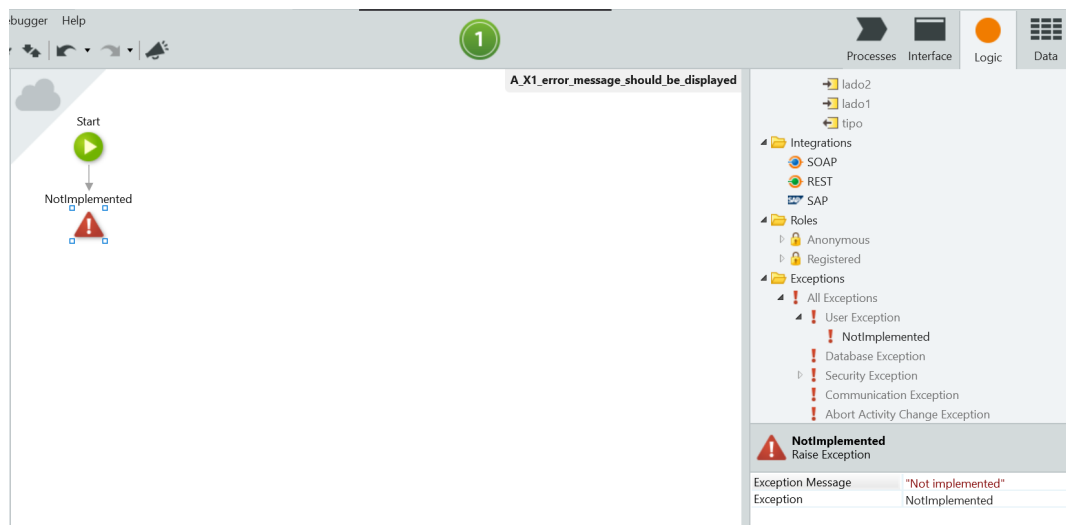 ebugger Help
1
Processes Interface Logic Data
A_X1_error_message_should_be_displayed
Start
NotImplemented
lado2
lado1
tipo
Integrations
SOAP
REST
SAP SAP
Roles
Anonymous
Registered
Exceptions
All Exceptions
User Exception
NotImplemented
Database Exception
Security Exception
Communication Exception
Abort Activity Change Exception
NotImplemented
Raise Exception
Exception Message "Not implemented"
Exception NotImplemented